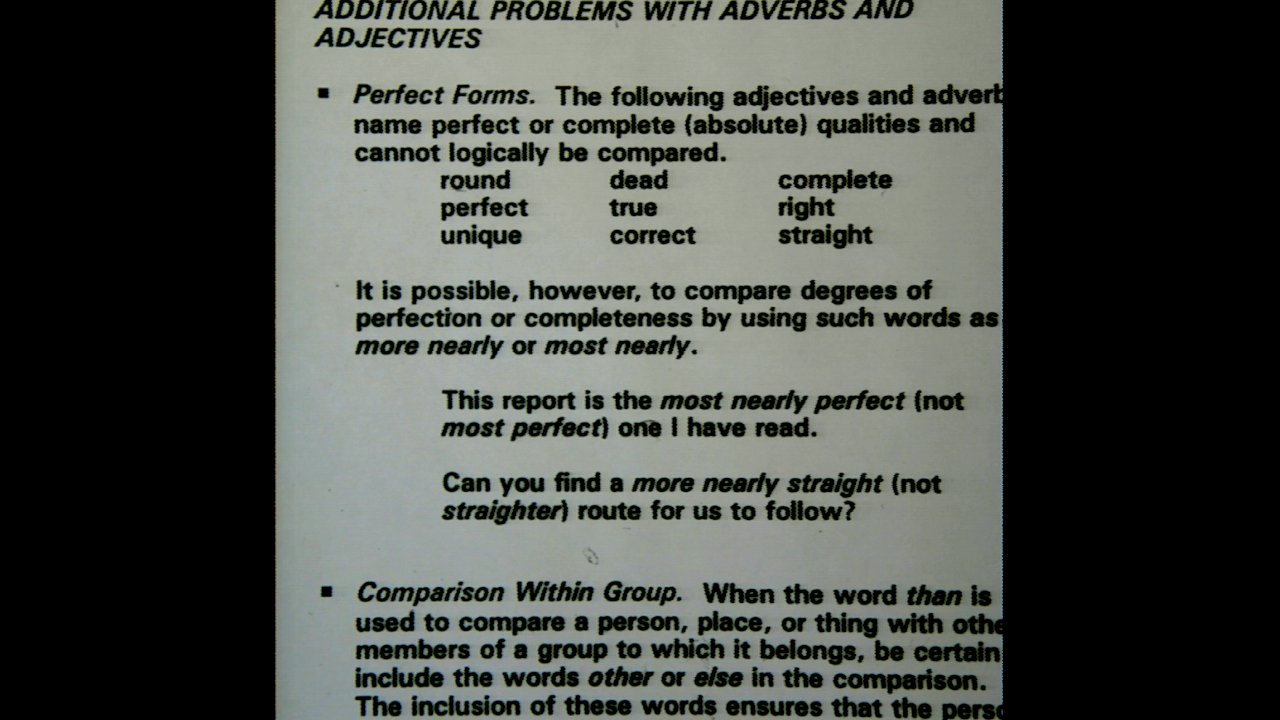 ADDITIONAL PROBLEMS WITH ADVERBS AND
ADJECTIVES
▪ Perfect Forms. The following adjectives and adverb
name perfect or complete (absolute) qualities and
cannot logically be compared.
round dead complete
perfect true right
unique correct straight
It is possible, however, to compare degrees of
perfection or completeness by using such words as
more nearly or most nearly.
This report is the most nearly perfect (not
most perfect) one I have read.
Can you find a more nearly straight (not
straighter) route for us to follow?
▪ Comparison Within Group. When the word than is
used to compare a person, place, or thing with othe
members of a group to which it belongs, be certain
include the words other or else in the comparison.
The inclusion of these words ensures that the perso